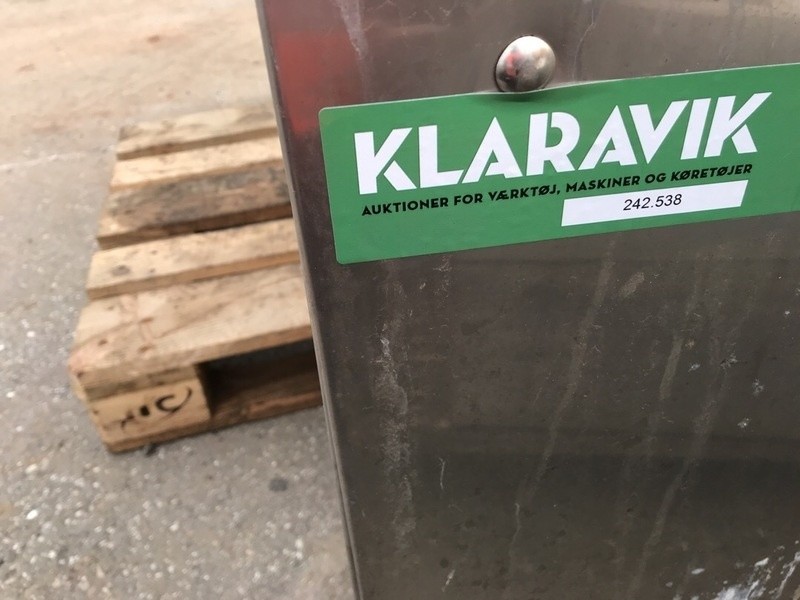 KLARAVIK
AUKTIONER FOR VÆRKTØJ, MASKINER OG KØRETØJER
242.538